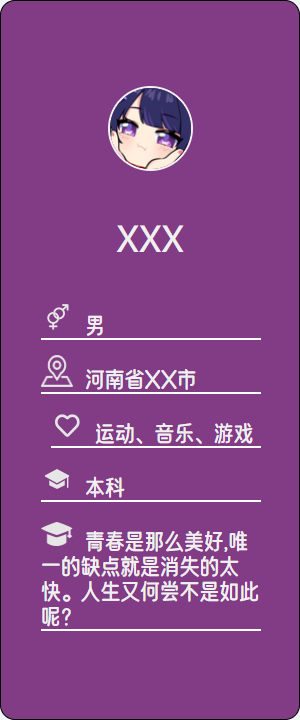 XXX
男
河南省XX市
运动、音乐、游戏
本科
青春是那么美好,唯
一的缺点就是消失的太
快。人生又何尝不是如此
呢?